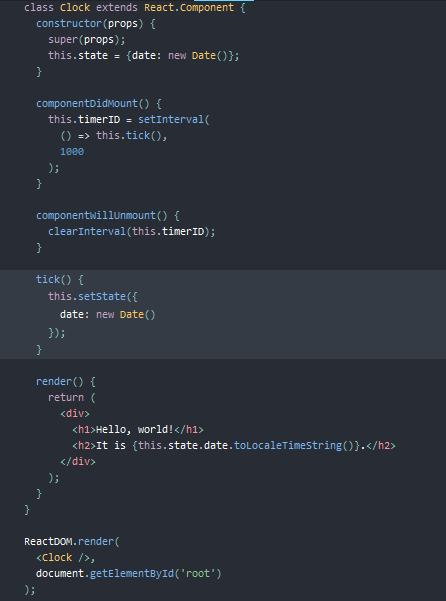 class Clock extends React.Component {
  constructor(props) {
    super(props);
    this.state = {date: new Date()};
  }

  componentDidMount() {
    this.timerID = setInterval(
      () => this.tick(),
      1000
    );
  }

  componentWillUnmount() {
    clearInterval(this.timerID);
  }

  tick() {
    this.setState({
      date: new Date()
    });
  }

  render() {
    return (
      <div>
        <h1>Hello, world!</h1>
        <h2>It is {this.state.date.toLocaleTimeString()}.</h2>
      </div>
    );
  }
}

ReactDOM.render(
  <Clock />,
  document.getElementById('root')
);